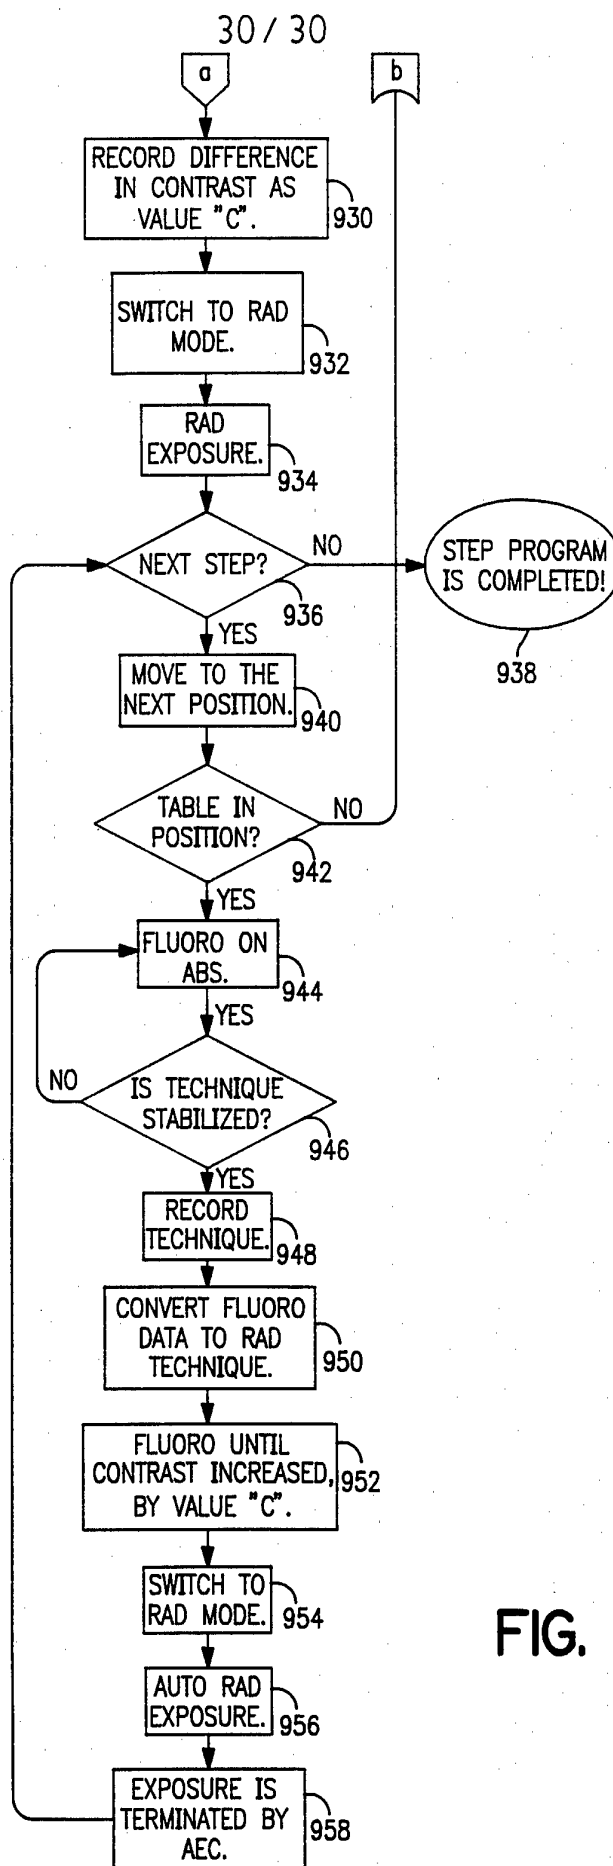 30/30
a
b
RECORD DIFFERENCE
IN CONTRAST AS
VALUE "C".
930
SWITCH TO RAD
MODE.
932
RAD
EXPOSURE.
934
NEXT STEP?
936
NO
STEP PROGRAM
IS COMPLETED!
938
YES
MOVE TO THE
NEXT POSITION.
940
TABLE IN
POSITION?
942
NO
YES
FLUORO ON
ABS.
944
YES
IS TECHNIQUE
STABILIZED?
946
NO
YES
RECORD
TECHNIQUE.
948
CONVERT FLUORO
DATA TO RAD
TECHNIQUE.
950
FLUORO UNTIL
CONTRAST INCREASED,
BY VALUE "C".
952
SWITCH TO
RAD MODE.
954
AUTO RAD
EXPOSURE.
956
EXPOSURE IS
TERMINATED BY
AEC.
958
FIG.